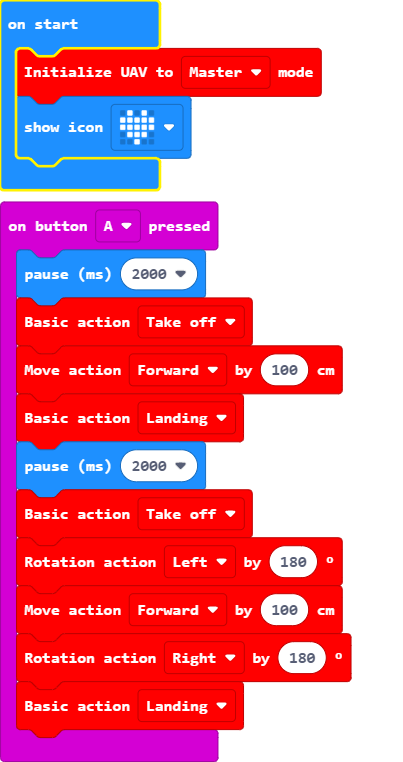 on start
Initialize UAV to Master mode
show icon
on button A pressed
pause (ms) 2000
Basic action Take off
Move action Forward by 100 cm
Basic action Landing
pause (ms) 2000
Basic action Take off
Rotation action Left by 180 °
Move action Forward by 100 cm
Rotation action Right by 180 °
Basic action Landing